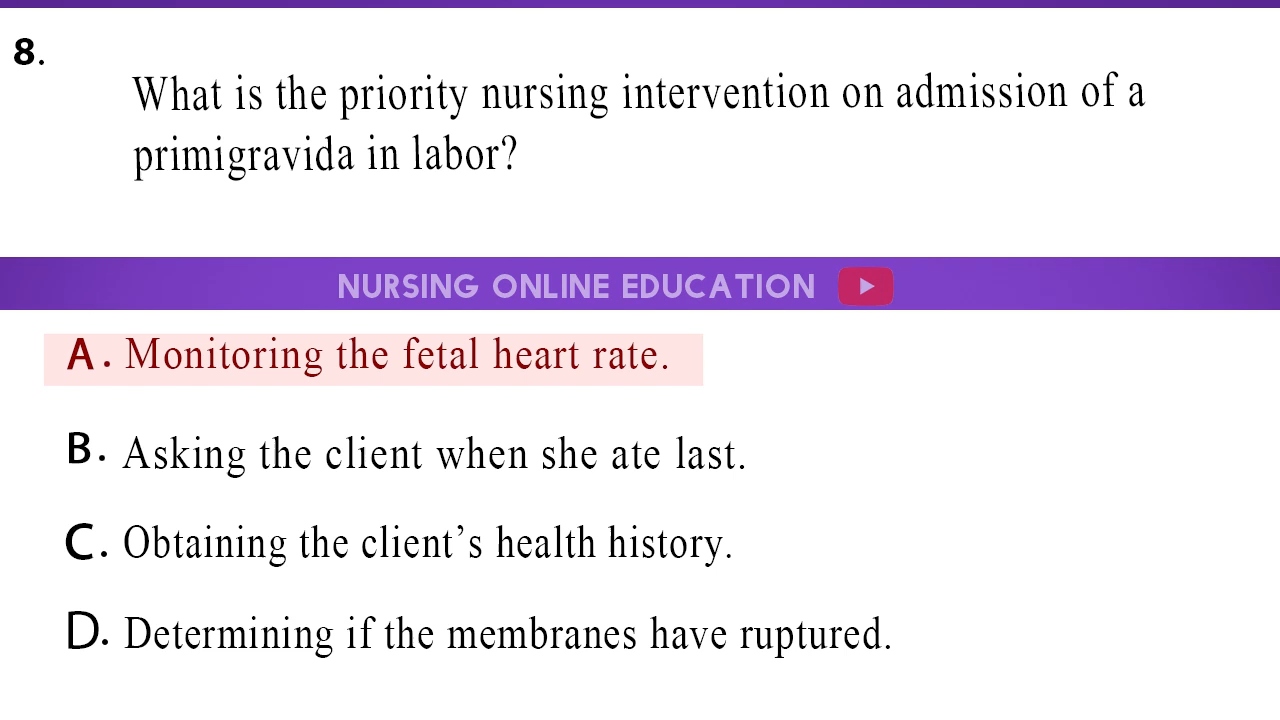 8.
What is the priority nursing intervention on admission of a
primigravida in labor?
NURSING ONLINE EDUCATION
A. Monitoring the fetal heart rate.
B. Asking the client when she ate last.
C. Obtaining the client’s health history.
D. Determining if the membranes have ruptured.